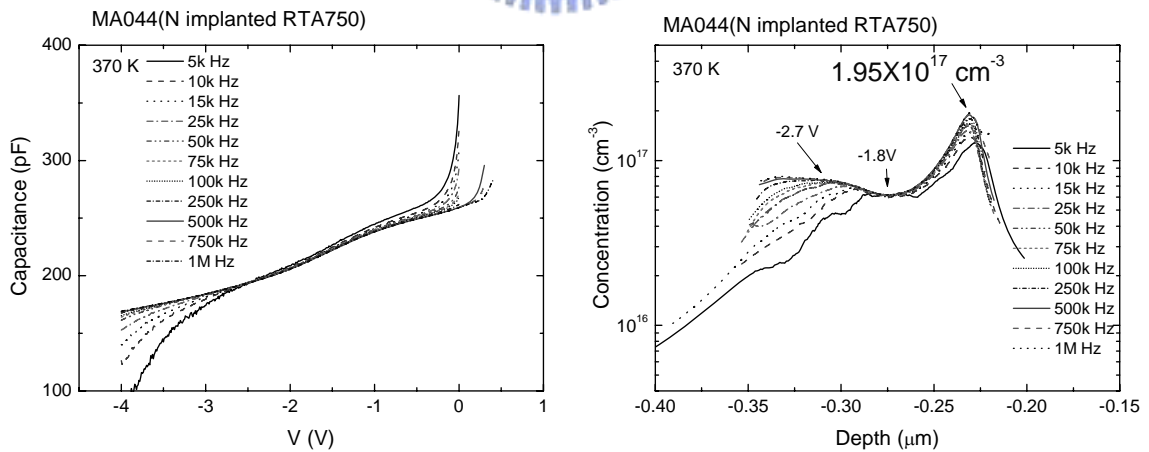 MA044(N implanted RTA750)
400
300
200
100
Capacitance (pF)
370 K
5k Hz
10k Hz
15k Hz
25k Hz
50k Hz
75k Hz
100k Hz
250k Hz
500k Hz
750k Hz
1M Hz
-4
-3
-2
-1
0
1
V (V)
MA044(N implanted RTA750)
10^17
10^16
Concentration (cm^-3)
370 K
1.95X10^17 cm^-3
-2.7 V
-1.8V
5k Hz
10k Hz
15k Hz
25k Hz
50k Hz
75k Hz
100k Hz
250k Hz
500k Hz
750k Hz
1M Hz
-0.40
-0.35
-0.30
-0.25
-0.20
-0.15
Depth (μm)